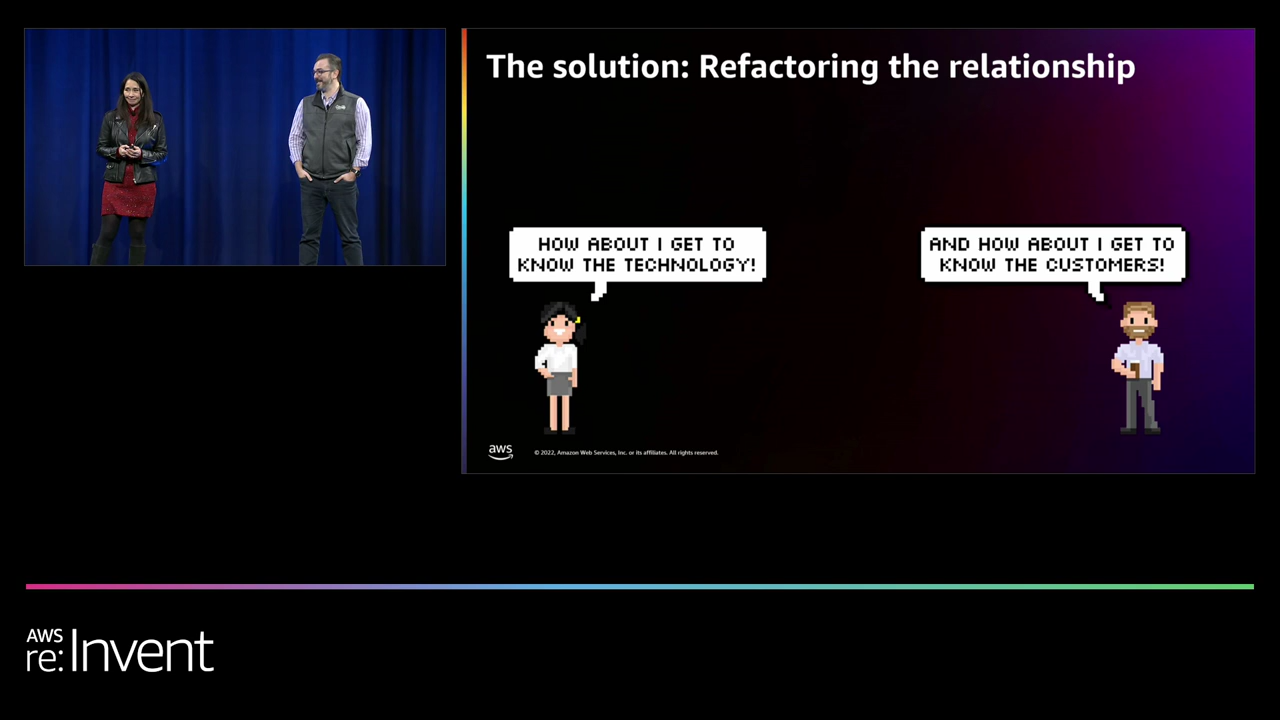 The solution: Refactoring the relationship
HOW ABOUT I GET TO
KNOW THE TECHNOLOGY!
AND HOW ABOUT I GET TO
KNOW THE CUSTOMERS!
aws
© 2022, Amazon Web Services, Inc. or its affiliates. All rights reserved.
AWS
re:Invent